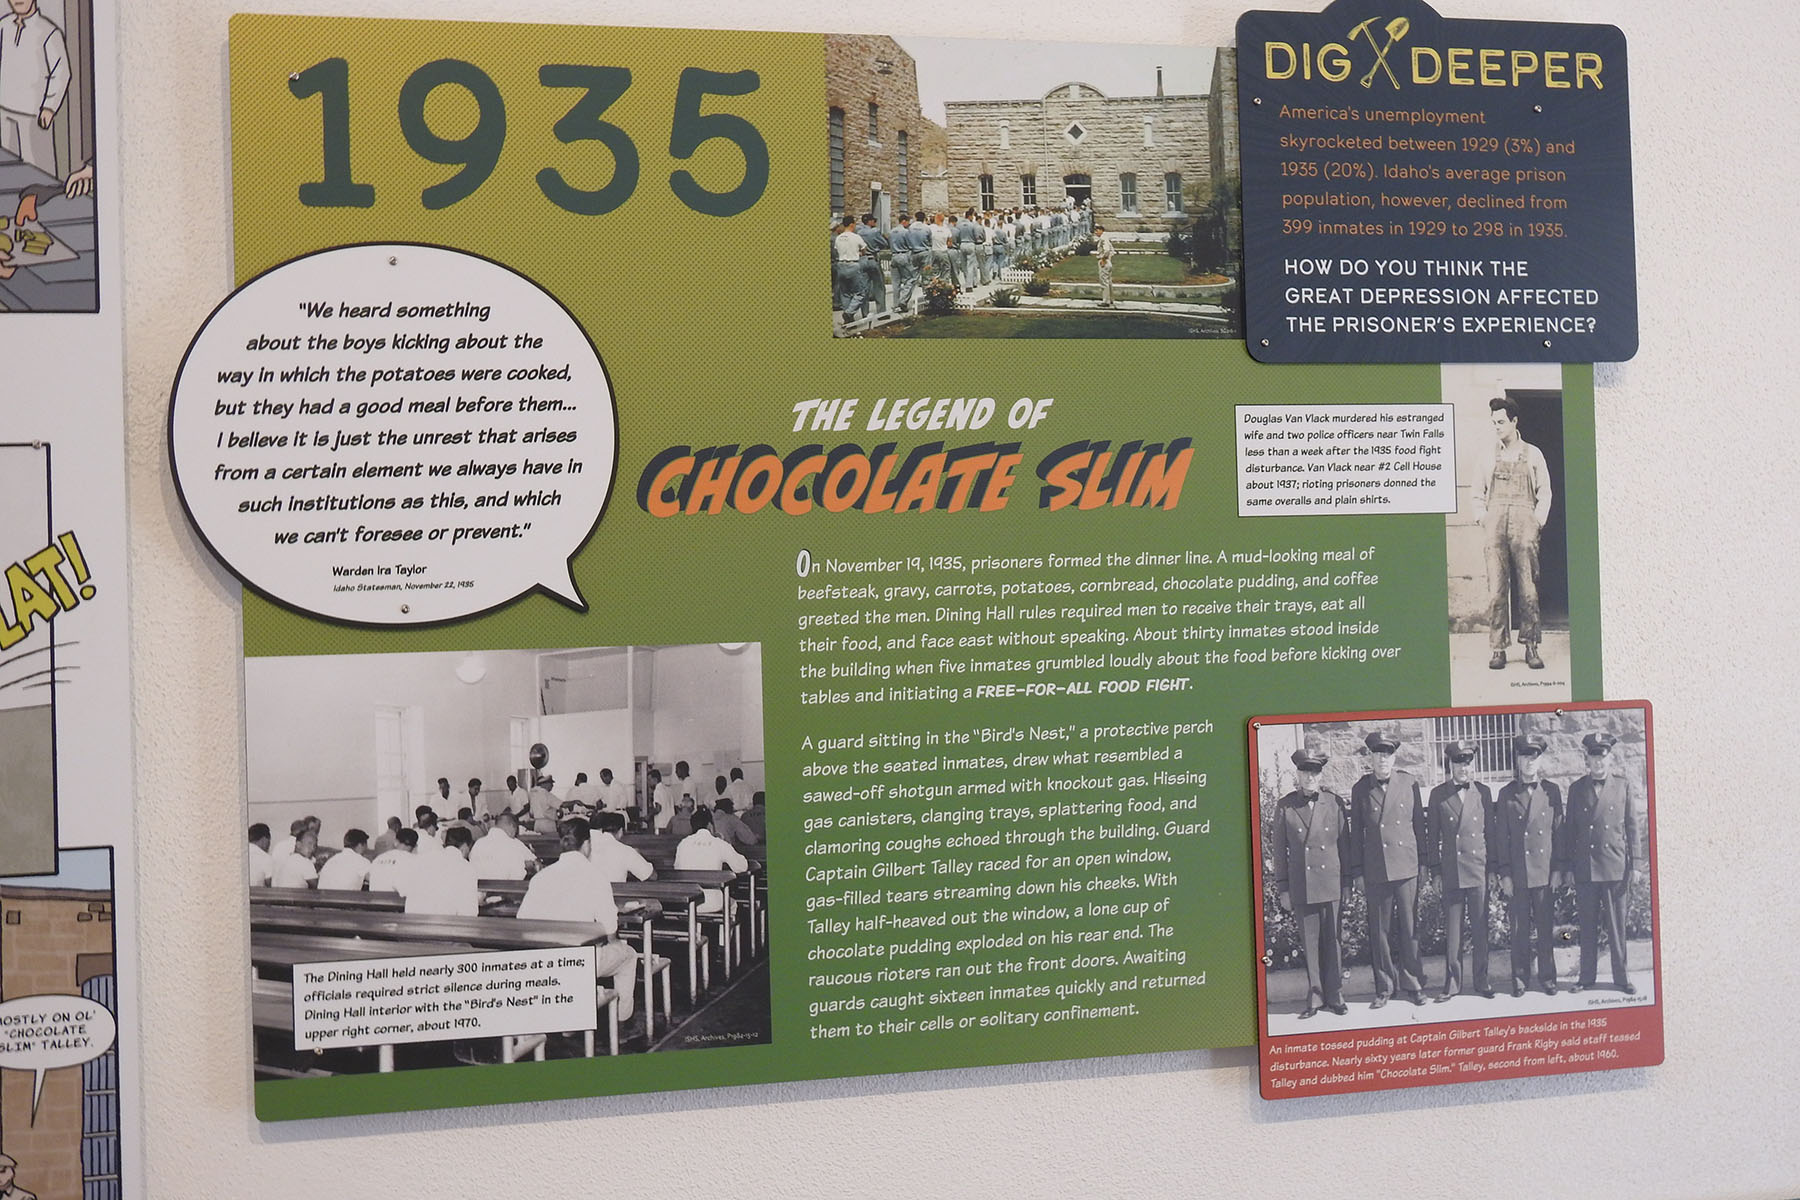 1935
"We heard something
about the boys kicking about the
way in which the potatoes were cooked,
but they had a good meal before them...
I believe it is just the unrest that arises
from a certain element we always have in
such institutions as this, and which
we can't foresee or prevent."
Warden Ira Taylor
Idaho Statesman, November 22, 1935
DIG DEEPER
America's unemployment
skyrocketed between 1929 (3%) and
1935 (20%). Idaho's average prison
population, however, declined from
399 inmates in 1929 to 298 in 1935.
HOW DO YOU THINK THE
GREAT DEPRESSION AFFECTED
THE PRISONER'S EXPERIENCE?
THE LEGEND OF
CHOCOLATE SLIM
Douglas Van Vlack murdered his estranged
wife and two police officers near Twin Falls
less than a week after the 1935 food fight
disturbance. Van Vlack near #2 Cell House
about 1937; rioting prisoners donned the
same overalls and plain shirts.
On November 19, 1935, prisoners formed the dinner line. A mud-looking meal of
beefsteak, gravy, carrots, potatoes, cornbread, chocolate pudding, and coffee
greeted the men. Dining Hall rules required men to receive their trays, eat all
their food, and face east without speaking. About thirty inmates stood inside
the building when five inmates grumbled loudly about the food before kicking over
tables and initiating a FREE-FOR-ALL FOOD FIGHT.
A guard sitting in the "Bird's Nest," a protective perch
above the seated inmates, drew what resembled a
sawed-off shotgun armed with knockout gas. Hissing
gas canisters, clanging trays, splattering food, and
clamoring coughs echoed through the building. Guard
Captain Gilbert Talley raced for an open window,
gas-filled tears streaming down his cheeks. With
Talley half-heaved out the window, a lone cup of
chocolate pudding exploded on his rear end. The
raucous rioters ran out the front doors. Awaiting
guards caught sixteen inmates quickly and returned
them to their cells or solitary confinement.
The Dining Hall held nearly 300 inmates at a time;
officials required strict silence during meals.
Dining Hall interior with the "Bird's Nest" in the
upper right corner, about 1970.
ISHS, Archives, P1984-15-12
An inmate tossed pudding at Captain Gilbert Talley's backside in the 1935
disturbance. Nearly sixty years later former guard Frank Rigby said staff teased
Talley and dubbed him "Chocolate Slim." Talley, second from left, about 1960.
LAT!
MOSTLY ON OL'
"CHOCOLATE
SLIM" TALLEY.